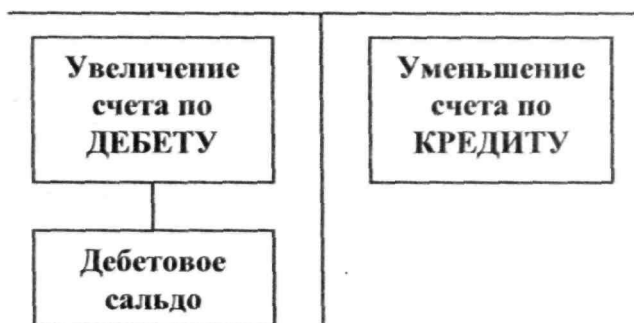 Увеличение
счета по
ДЕБЕТУ
Уменьшение
счета по
КРЕДИТУ
Дебетовое
сальдо